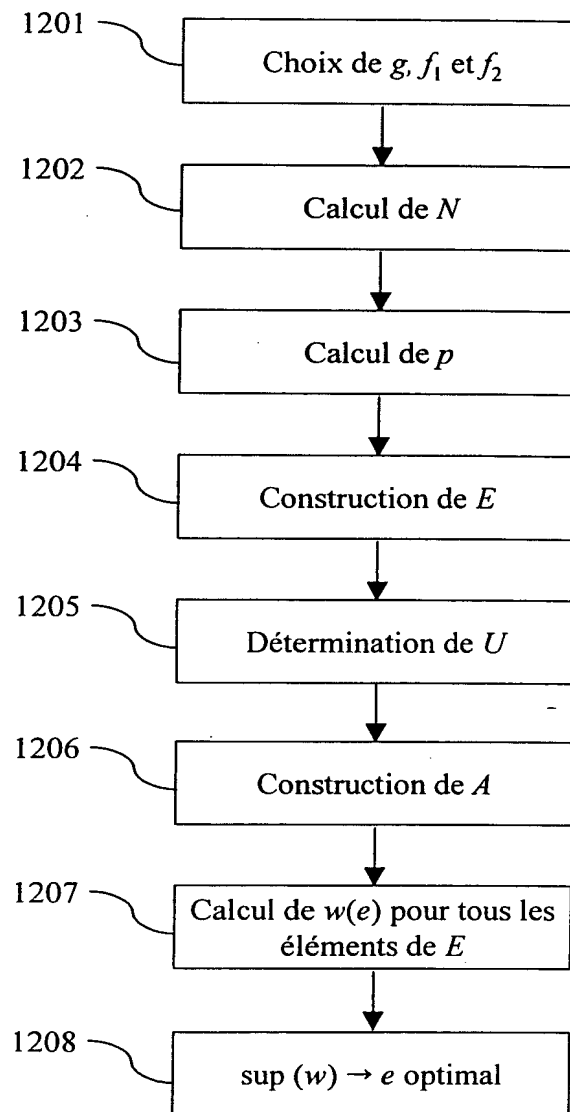 1201
Choix de g, f₁ et f₂
1202
Calcul de N
1203
Calcul de p
1204
Construction de E
1205
Détermination de U
1206
Construction de A
1207
Calcul de w(e) pour tous les
éléments de E
1208
sup (w) → e optimal